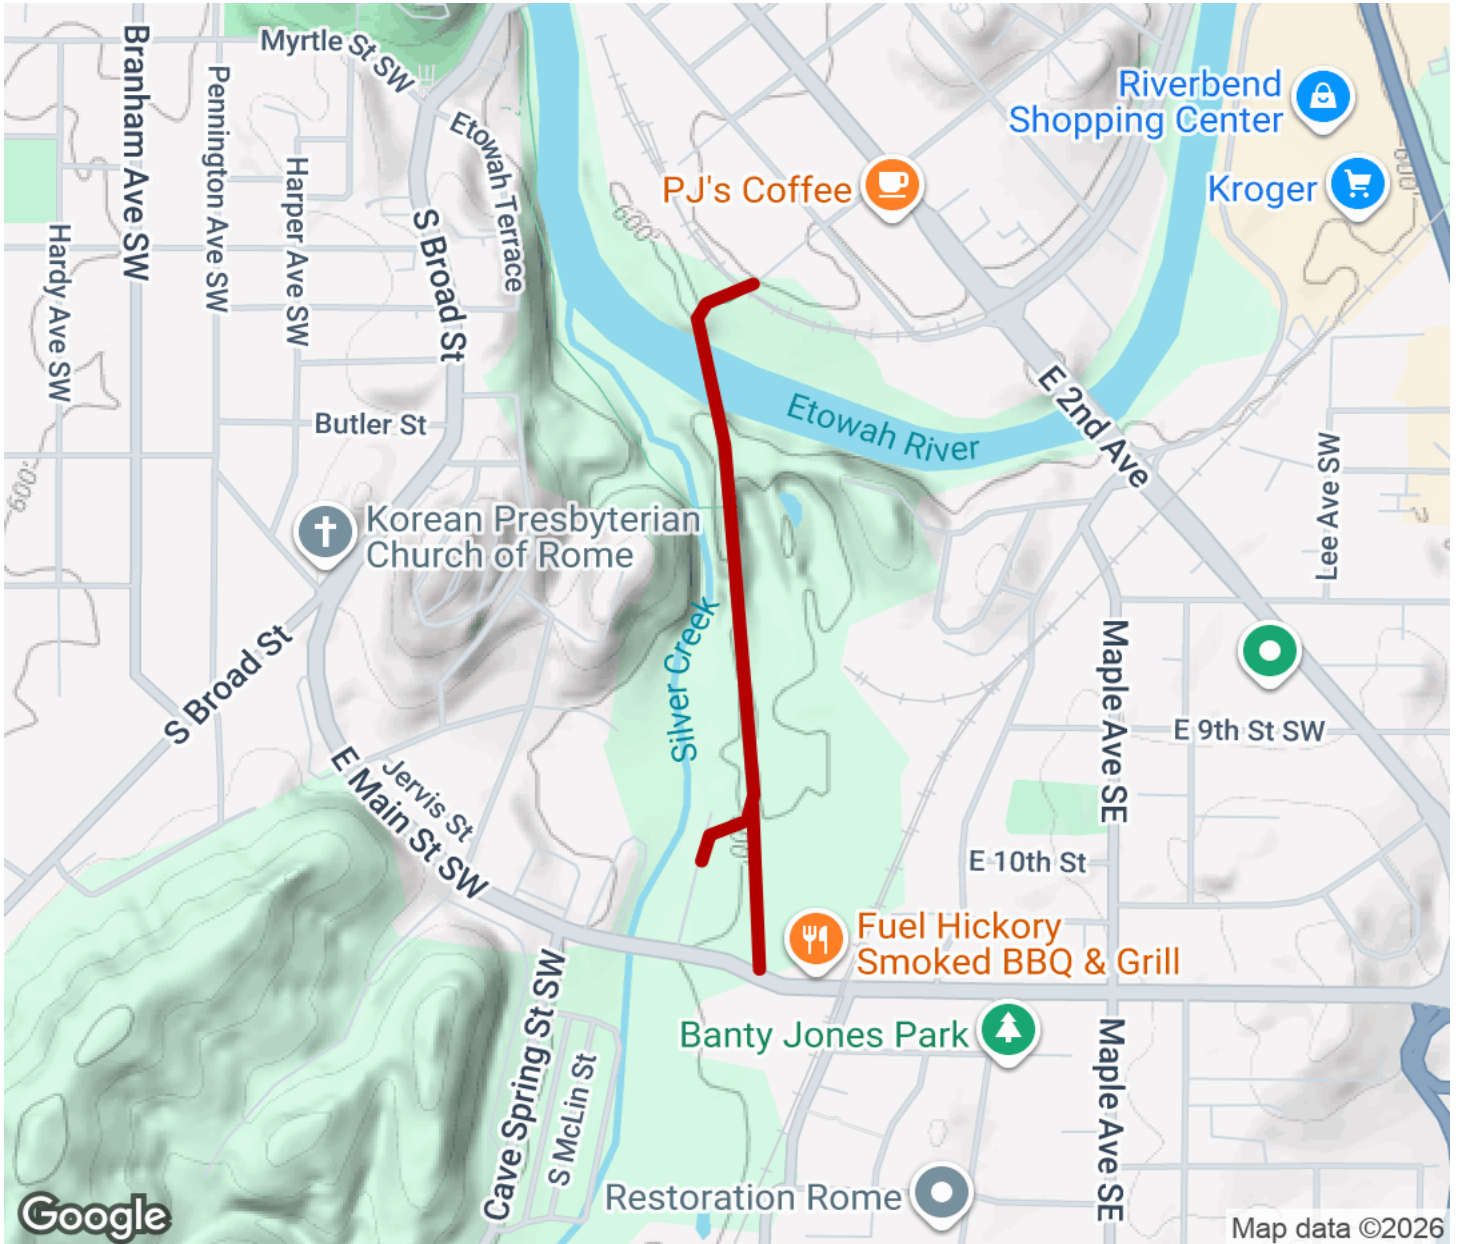 Myrtle St SW
Branham Ave SW
Pennington Ave SW
Harper Ave SW
Hardy Ave SW
Etowah Terrace
S Broad St
Riverbend
Shopping Center
PJ's Coffee
Kroger
600'
600'
Butler St
Etowah River
E 2nd Ave
600'
Lee Ave SW
Korean Presbyterian
Church of Rome
Silver Creek
S Broad St
Maple Ave SE
E 9th St SW
E Main St SW
Jervis St
E 10th St
Fuel Hickory
Smoked BBQ & Grill
Cave Spring St SW
S McLin St
Banty Jones Park
Maple Ave SE
Restoration Rome
Google
Map data ©2026